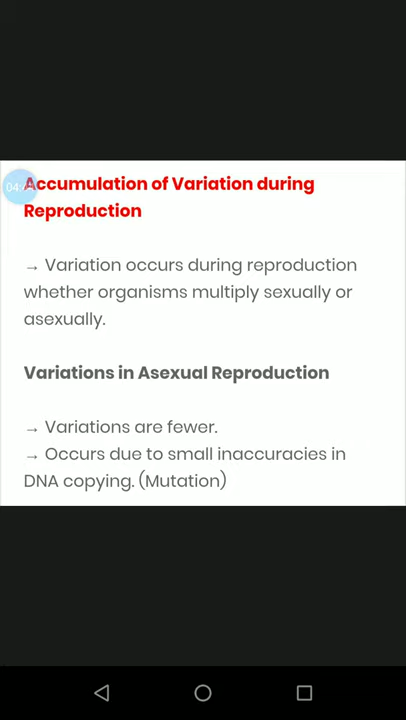 Accumulation of Variation during
Reproduction
→ Variation occurs during reproduction
whether organisms multiply sexually or
asexually.
Variations in Asexual Reproduction
→ Variations are fewer.
→ Occurs due to small inaccuracies in
DNA copying. (Mutation)